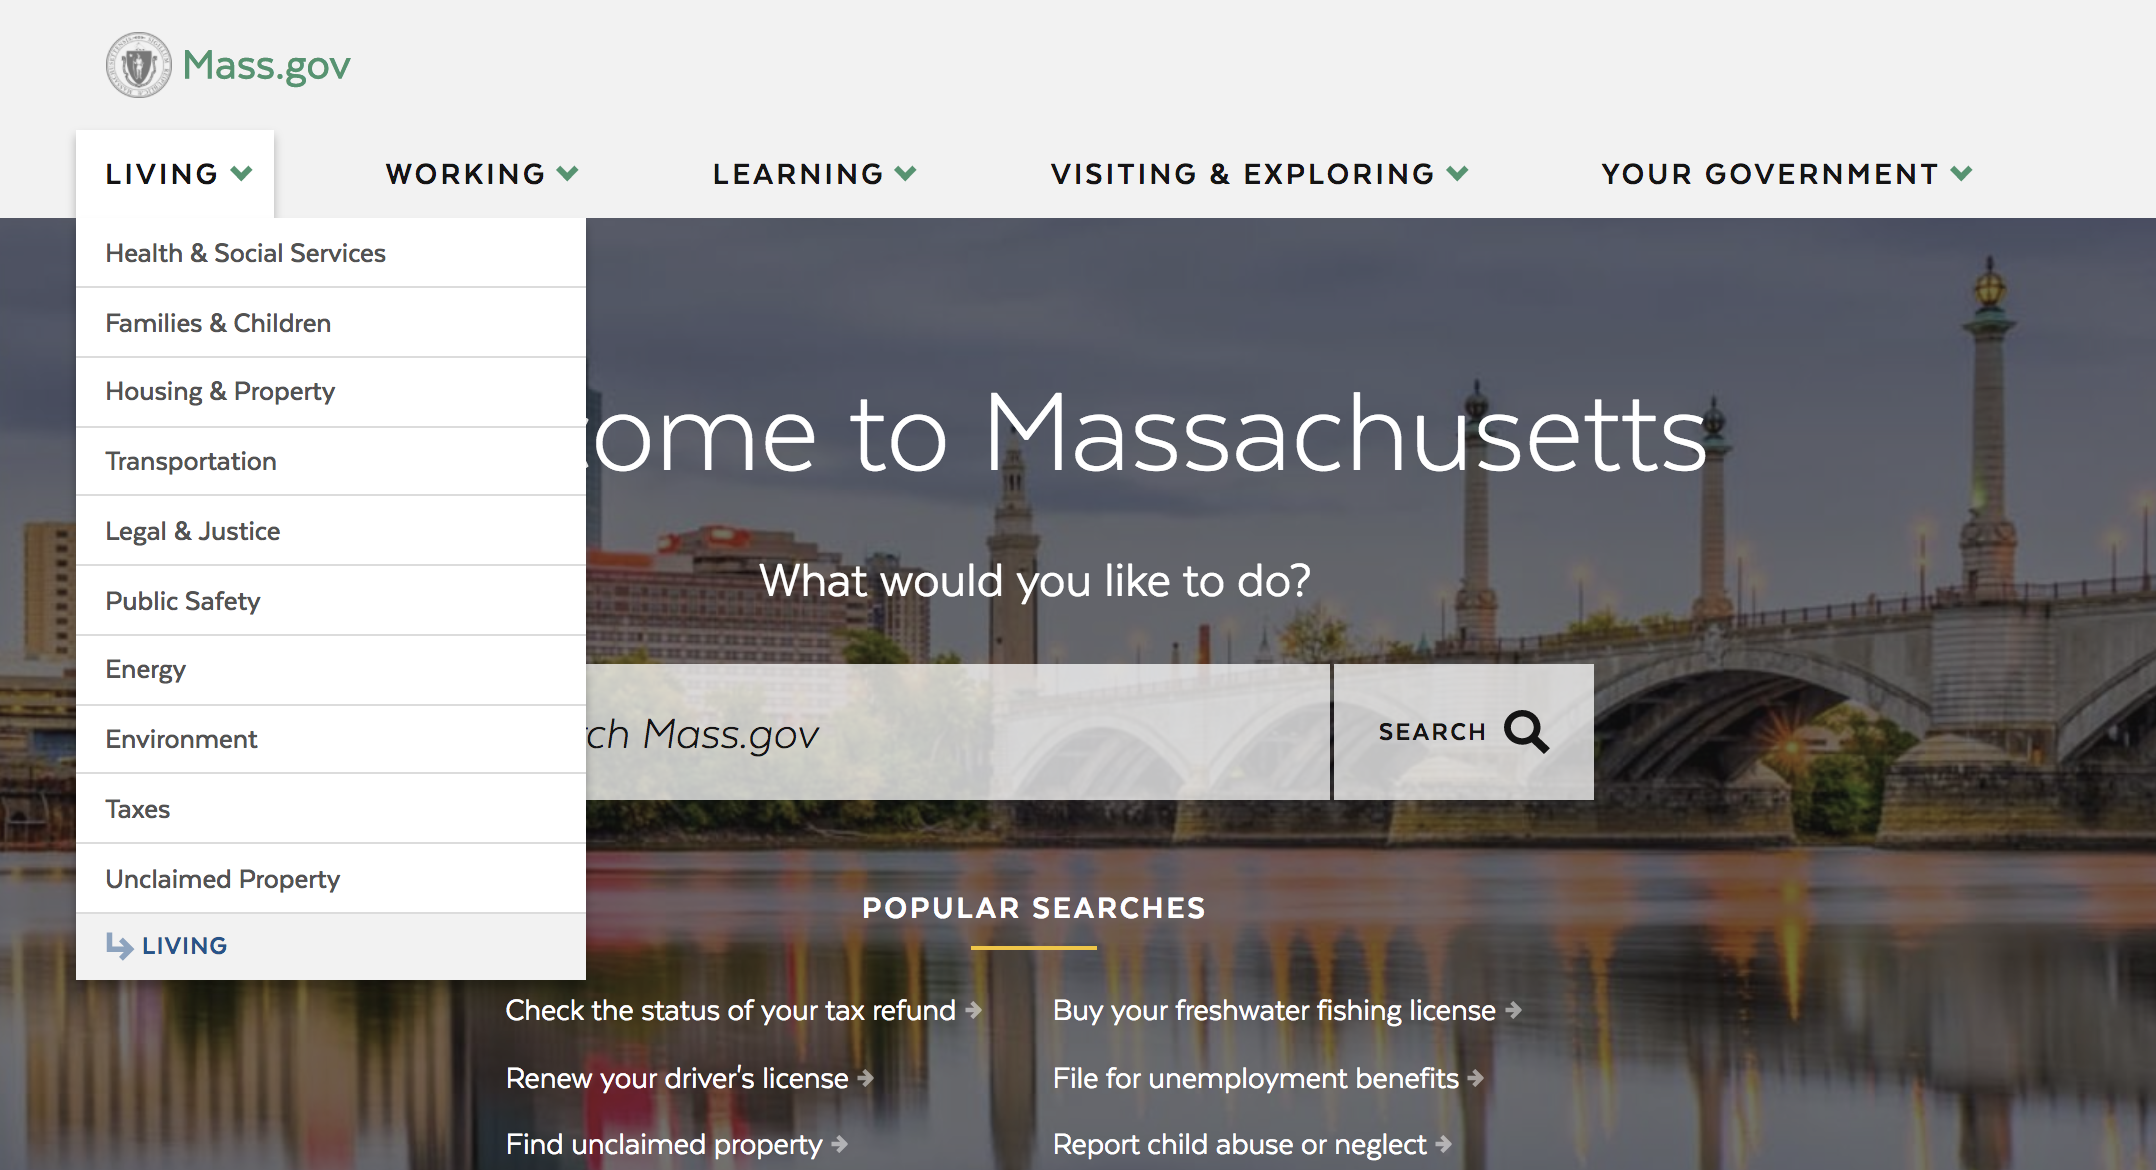 Mass.gov
LIVING
WORKING
LEARNING
VISITING & EXPLORING
YOUR GOVERNMENT
Health & Social Services
Families & Children
Housing & Property
Transportation
Legal & Justice
Public Safety
Energy
Environment
Taxes
Unclaimed Property
LIVING
ome to Massachusetts
What would you like to do?
ch Mass.gov
SEARCH
POPULAR SEARCHES
Check the status of your tax refund
Buy your freshwater fishing license
Renew your driver's license
File for unemployment benefits
Find unclaimed property
Report child abuse or neglect